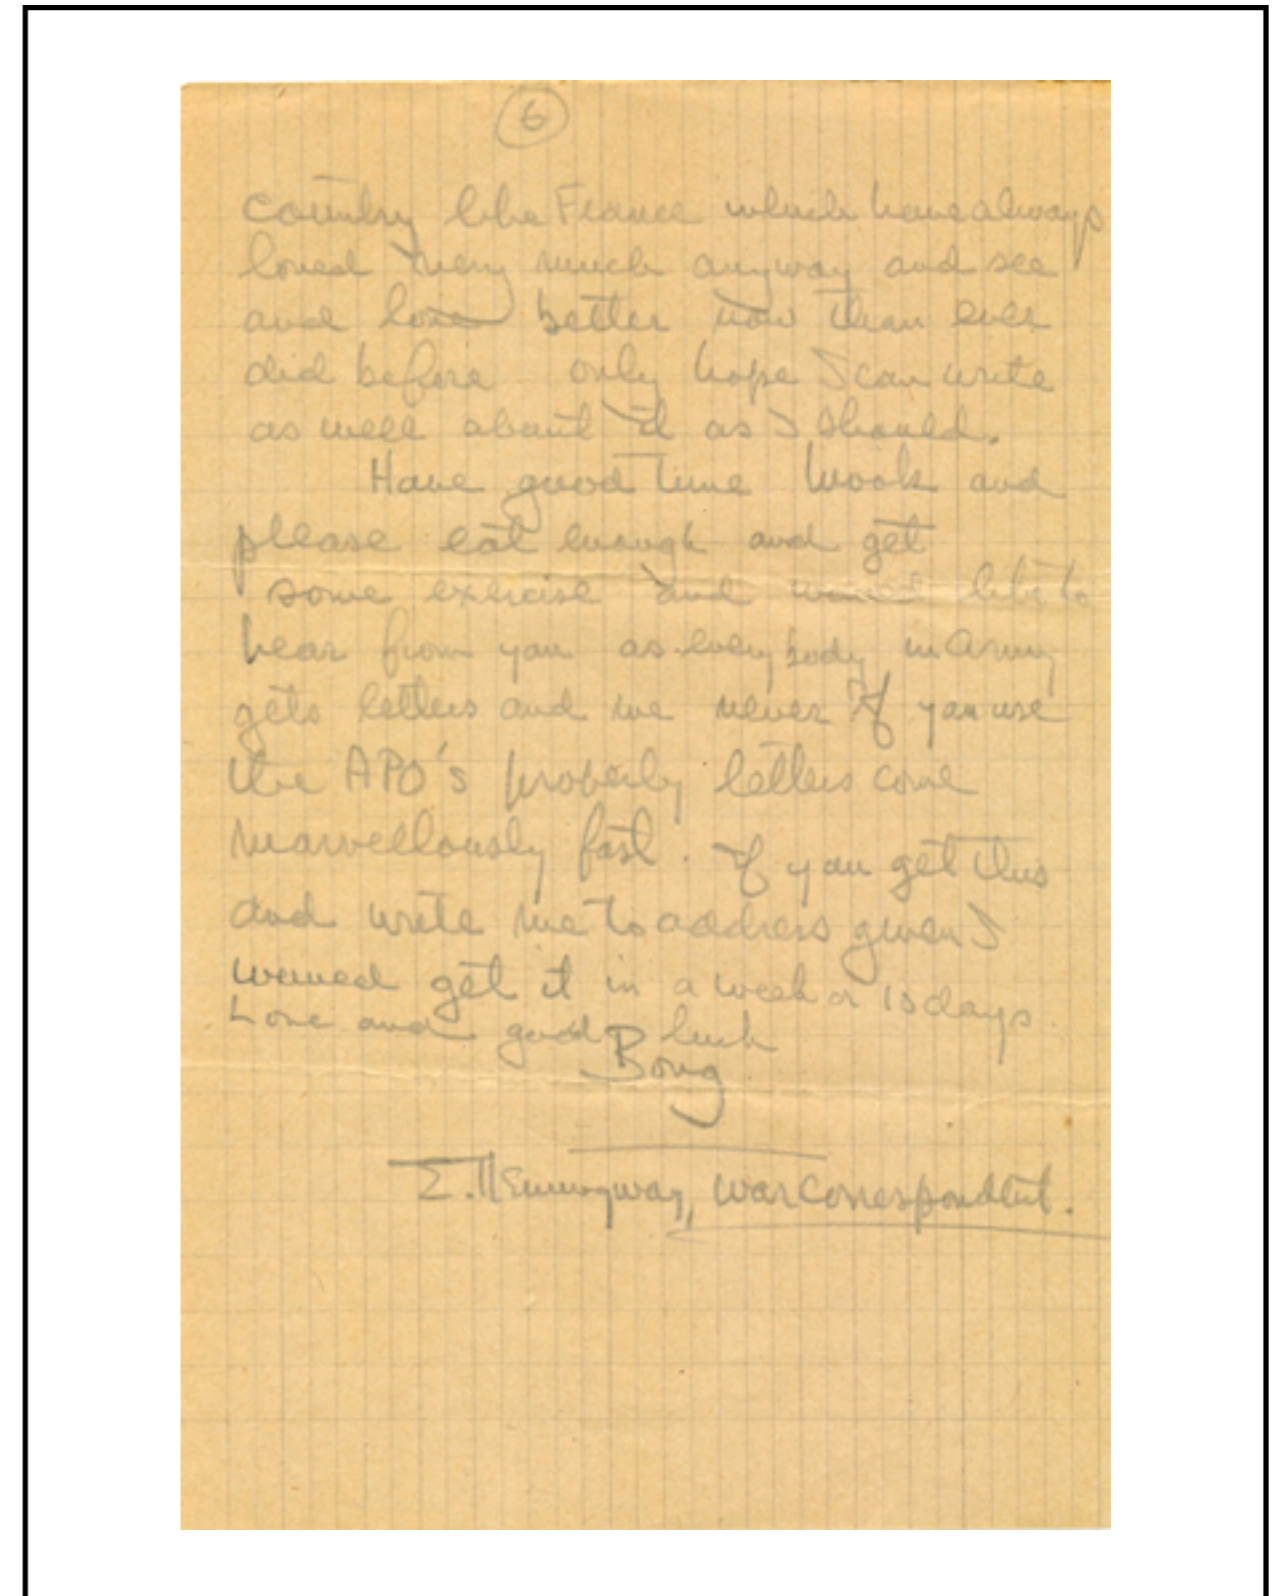 6
country like France which have always
loved very much anyway and see
and love better now than ever
did before only hope I can write
as well about it as I should.
Have good time Mook and
please eat enough and get
some exercise and would like to
hear from you as everybody in Army
gets letters and we never If you use
the APO's properly letters come
marvellously fast. If you get this
and write me to address given I
would get it in a week or 10 days
Love and good luck
E. Hemingway, War Correspondent.